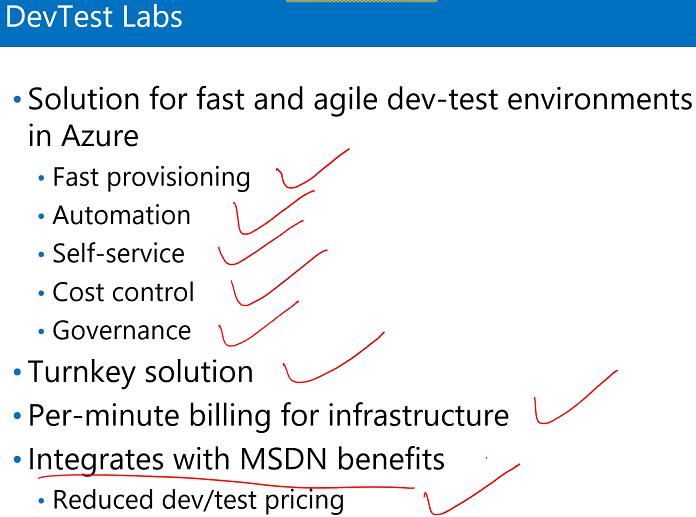 DevTest Labs
• Solution for fast and agile dev-test environments
in Azure
• Fast provisioning
• Automation
• Self-service
• Cost control
• Governance
• Turnkey solution
• Per-minute billing for infrastructure
• Integrates with MSDN benefits
• Reduced dev/test pricing